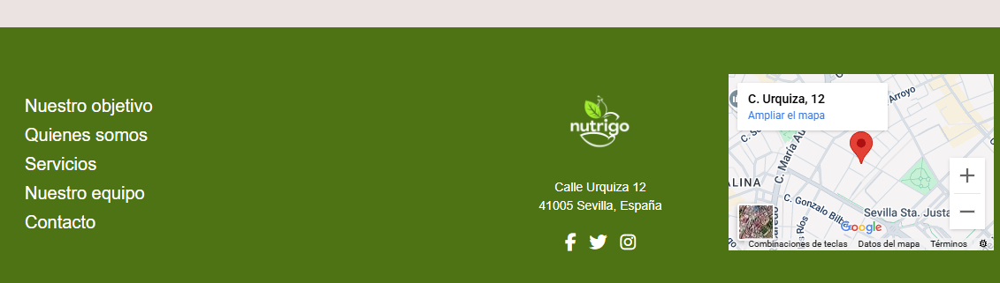 Nuestro objetivo
Quienes somos
Servicios
Nuestro equipo
Contacto
nutrigo
Calle Urquiza 12
41005 Sevilla, España
C. Urquiza, 12
Ampliar el mapa
Arroyo
C. María Au
ALINA
C. Gonzalo Bilb
Sevilla Sta. Justa
Ríos
Google
Combinaciones de teclas
Datos del mapa
Términos